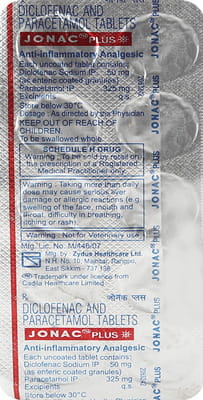 DICLOFENAC AND
PARACETAMOL TABLETS
JONAC™ PLUS
Anti-inflammatory Analgesic
Each uncoated tablet contains:
Diclofenac Sodium IP 50 mg
(as enteric coated granules)
Paracetamol IP 325 mg
Excipients
Store below 30°C
Dosage : As directed by the Physician
KEEP OUT OF REACH OF
CHILDREN.
To be swallowed whole.
SCHEDULE H DRUG
Warning : To be sold by retail on
the prescription of a Registered
Medical Practitioner only.
Warning : Taking more than daily
dose may cause serious liver
damage or allergic reactions (e.g.
swelling of the face, mouth and
throat, difficulty in breathing,
itching or rash).
Warning : Not for Veterinary use
Mfg. Lic. No.: M/448/07
Mfd. by : Zydus Healthcare Ltd.
N.H. No. 10, Majhitar, Rangpo,
East Sikkim - 737 136.
Trademark under licence from
Cadila Healthcare Limited
जोनॅक प्लस
DICLOFENAC AND
PARACETAMOL TABLETS
JONAC™ PLUS
Anti-inflammatory Analgesic
Each uncoated tablet contains:
Diclofenac Sodium IP 50 mg
(as enteric coated granules)
Paracetamol IP 325 mg
Excipients q.s.
Store below 30°C